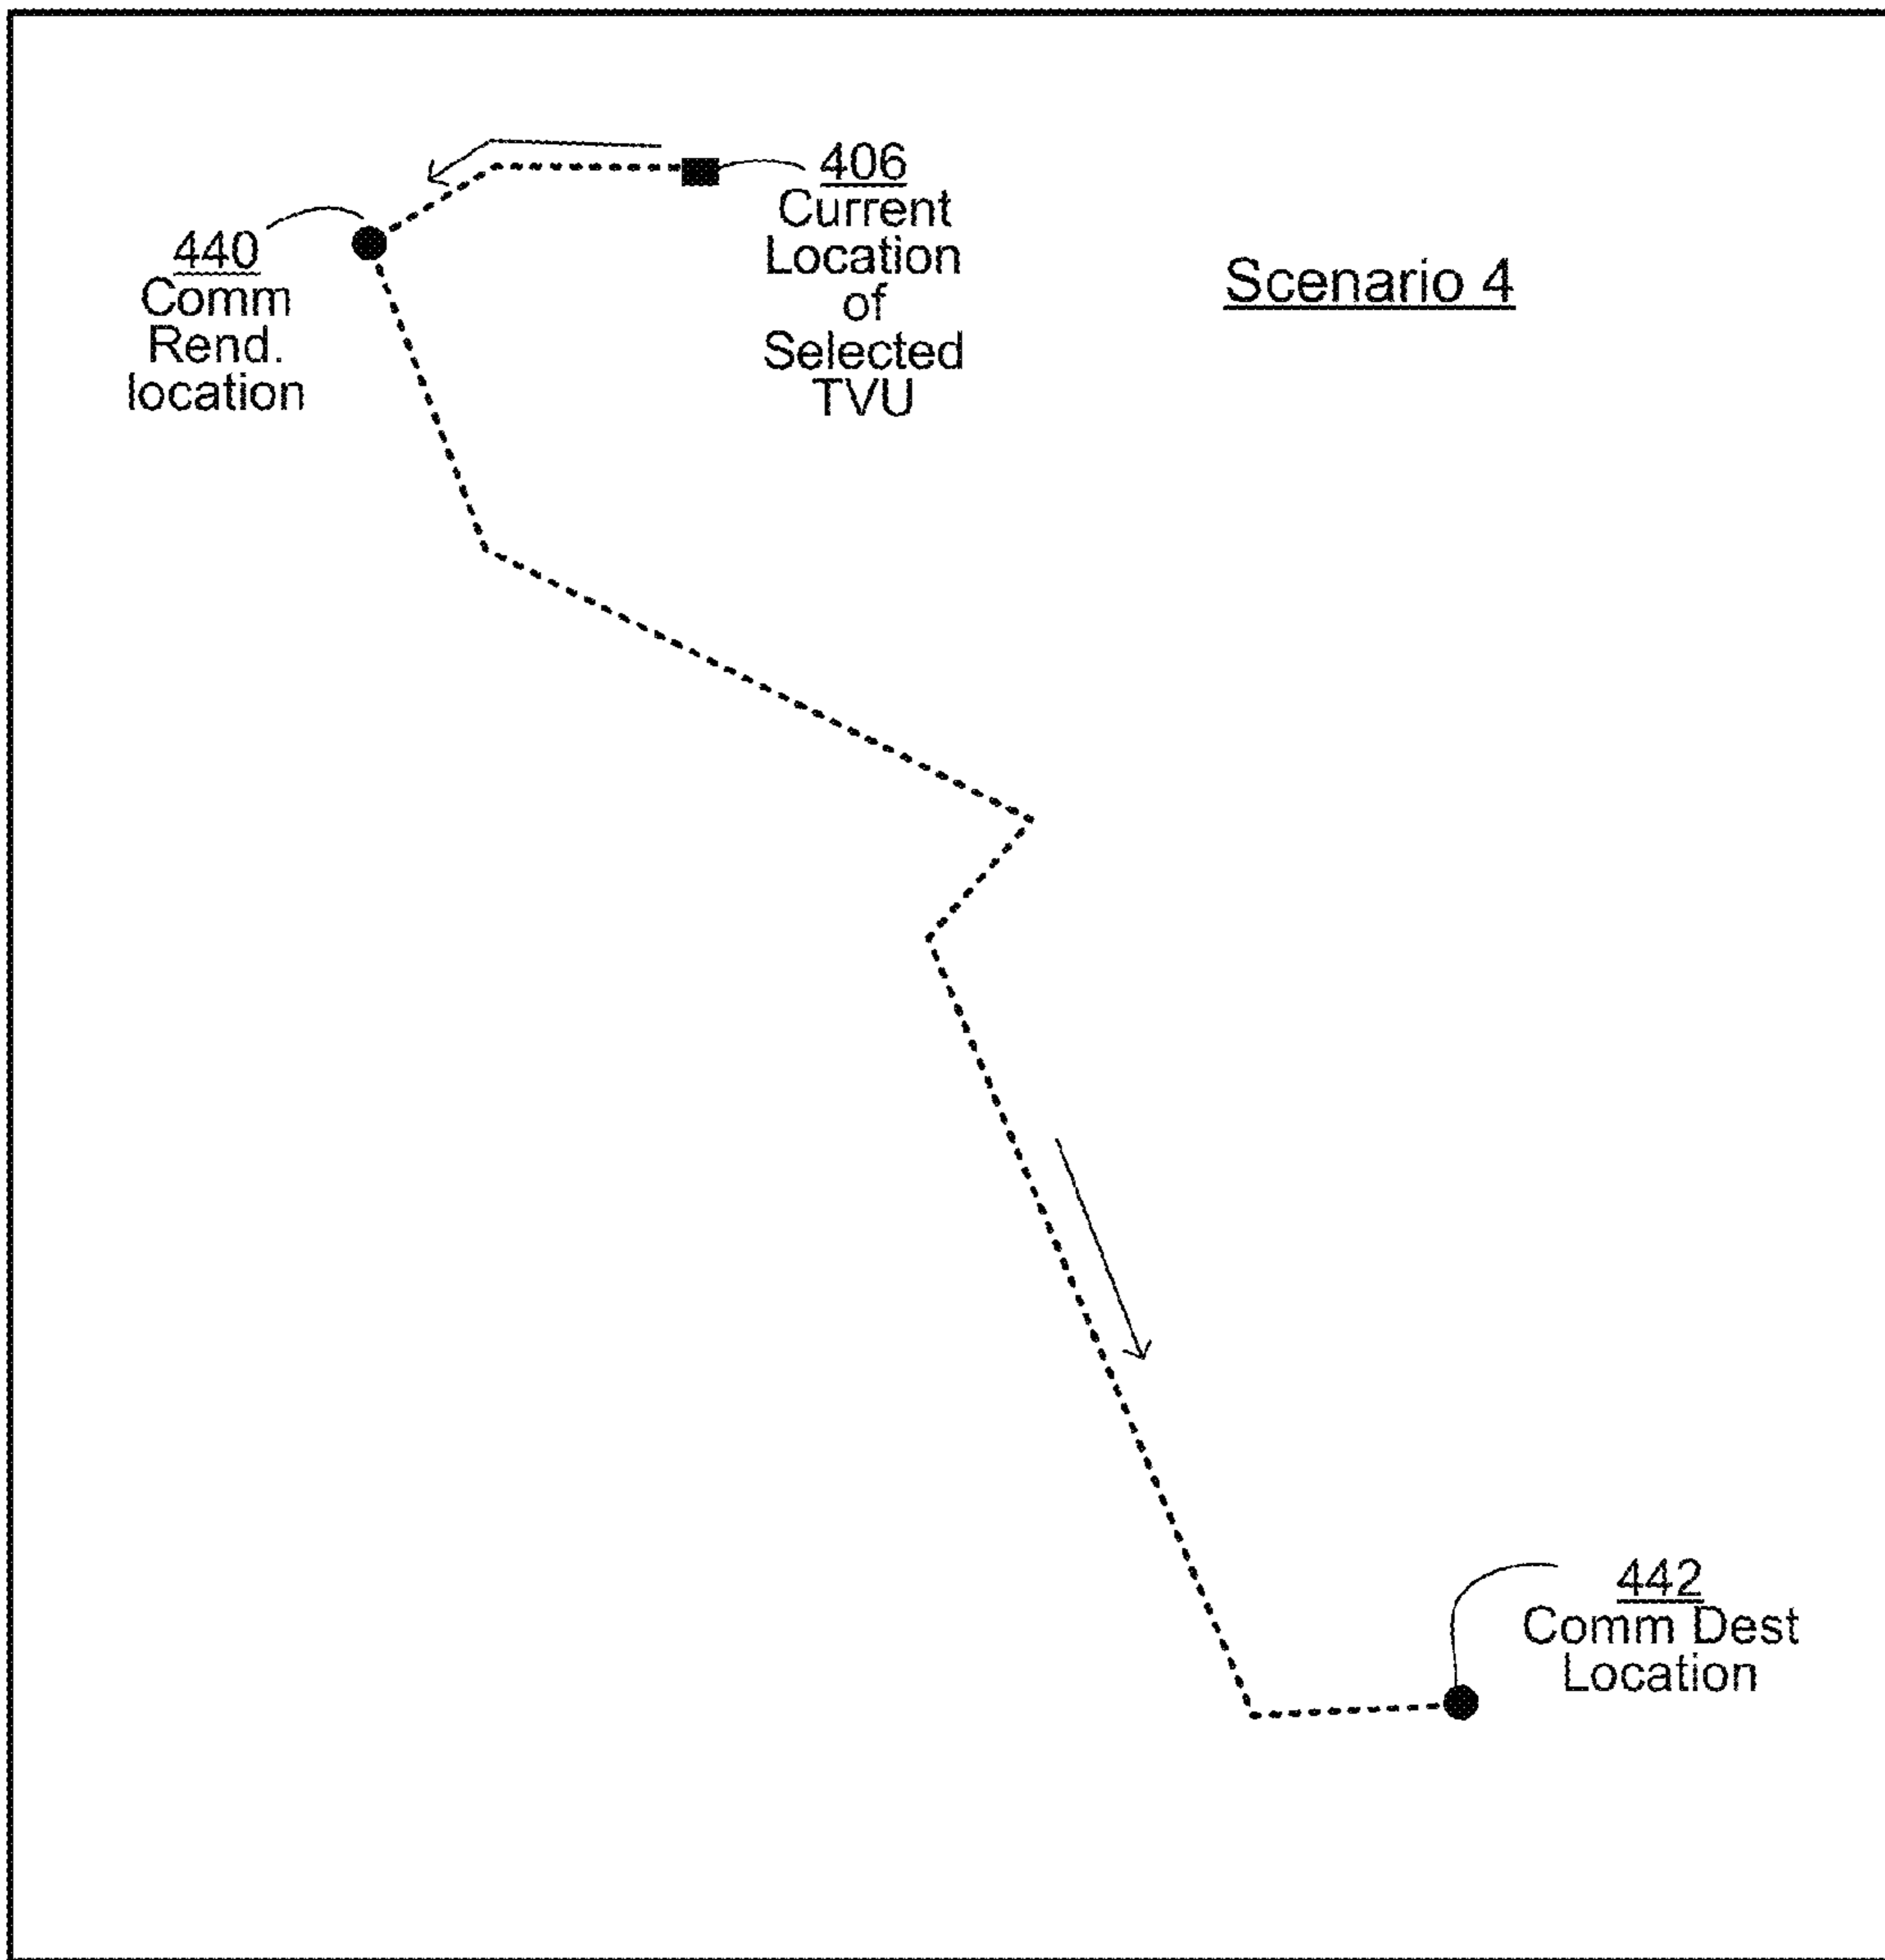 406
Current
Location
of
Selected
TVU
440
Comm
Rend.
location
Scenario 4
442
Comm Dest
Location